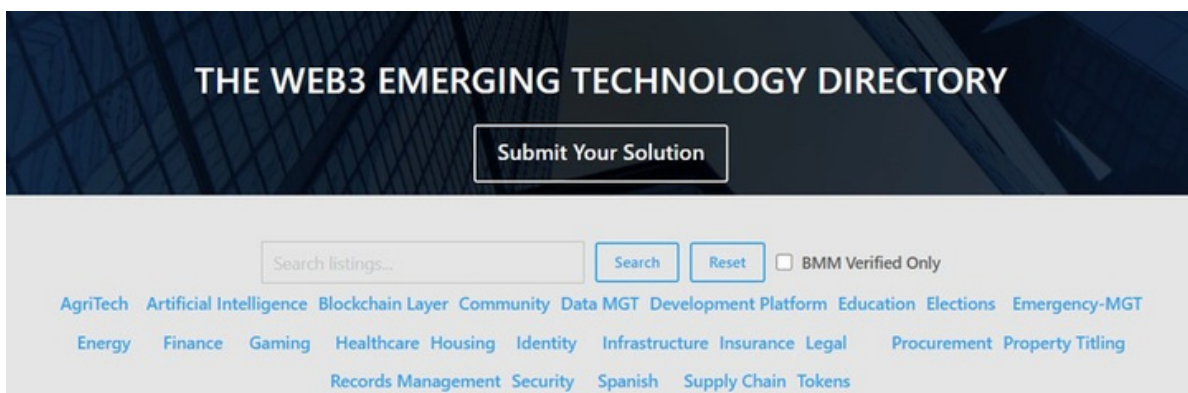 THE WEB3 EMERGING TECHNOLOGY DIRECTORY
Submit Your Solution
Search listings... Search Reset BMM Verified Only
AgriTech Artificial Intelligence Blockchain Layer Community Data MGT Development Platform Education Elections Emergency-MGT
Energy Finance Gaming Healthcare Housing Identity Infrastructure Insurance Legal Procurement Property Titling
Records Management Security Spanish Supply Chain Tokens